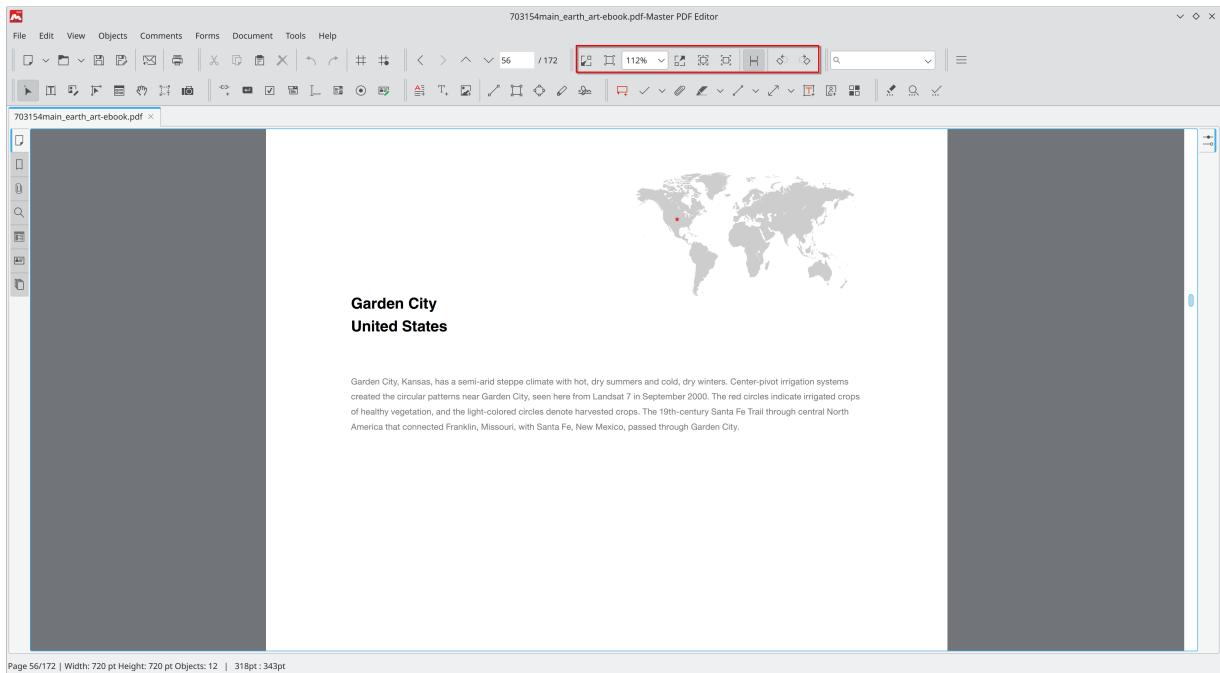 703154main_earth_art-ebook.pdf-Master PDF Editor
File Edit View Objects Comments Forms Document Tools Help
56 / 172 112%
703154main_earth_art-ebook.pdf
Garden City
United States
Garden City, Kansas, has a semi-arid steppe climate with hot, dry summers and cold, dry winters. Center-pivot irrigation systems
created the circular patterns near Garden City, seen here from Landsat 7 in September 2000. The red circles indicate irrigated crops
of healthy vegetation, and the light-colored circles denote harvested crops. The 19th-century Santa Fe Trail through central North
America that connected Franklin, Missouri, with Santa Fe, New Mexico, passed through Garden City.
Page 56/172 | Width: 720 pt Height: 720 pt Objects: 12 | 318pt : 343pt